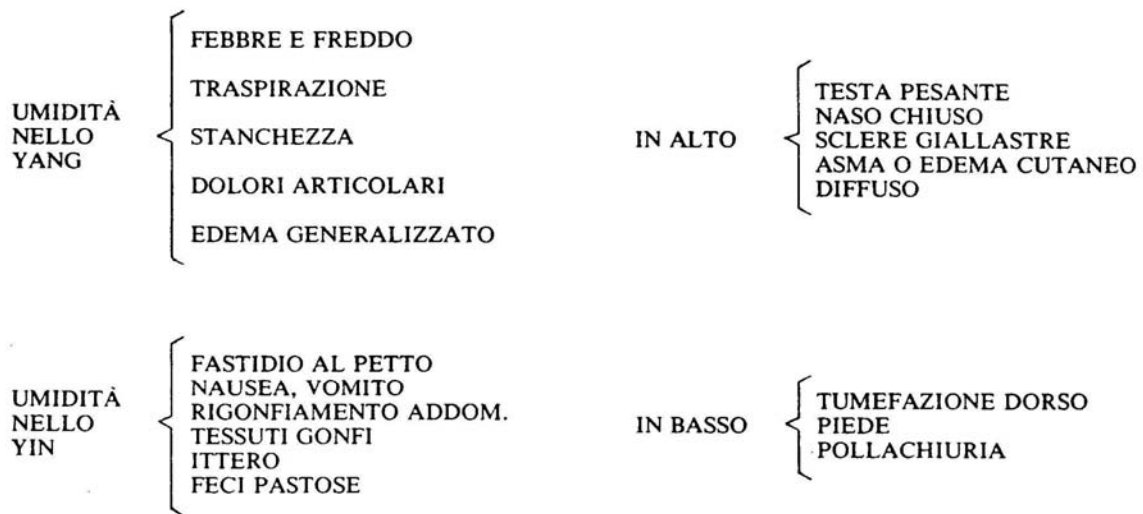 UMIDITÀ
NELLO
YANG
FEBBRE E FREDDO
TRASPIRAZIONE
STANCHEZZA
DOLORI ARTICOLARI
EDEMA GENERALIZZATO
IN ALTO
TESTA PESANTE
NASO CHIUSO
SCLERE GIALLASTRE
ASMA O EDEMA CUTANEO
DIFFUSO
UMIDITÀ
NELLO
YIN
FASTIDIO AL PETTO
NAUSEA, VOMITO
RIGONFIAMENTO ADDOM.
TESSUTI GONFI
ITTERO
FECI PASTOSE
IN BASSO
TUMEFAZIONE DORSO
PIEDE
POLLACHIURIA